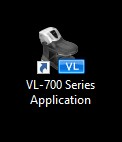 VL
VL-700 Series
Application